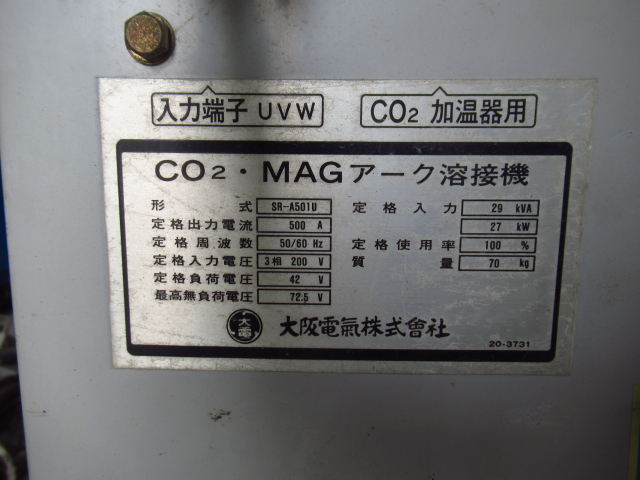 入力端子 UVW
CO2 加温器用
CO2・MAGアーク溶接機
形式 SR-A501U
定格出力電流 500 A
定格周波数 50/60 Hz
定格入力電圧 3相 200 V
定格負荷電圧 42 V
最高無負荷電圧 72.5 V
定格入力 29 kVA
27 kW
定格使用率 100 %
質量 70 kg
大電 大阪電氣株式會社
20-3731